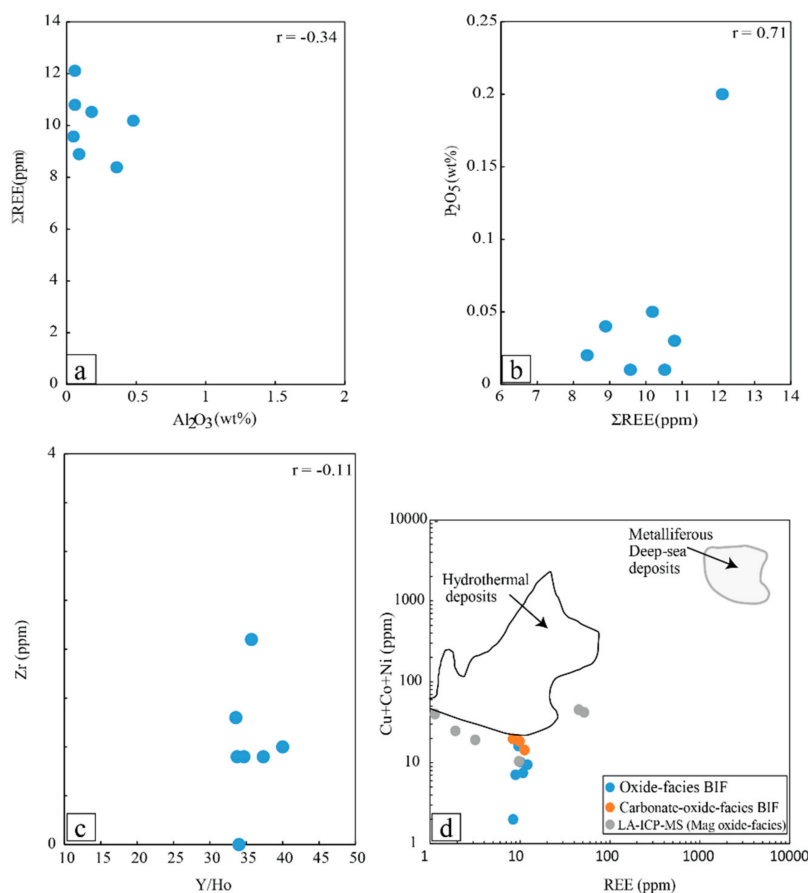 r = -0.34
ΣREE(ppm)
14
12
10
8
6
4
2
0
0
0.5
1
1.5
2
Al2O3(wt%)
a
r = 0.71
P2O5(wt%)
0.25
0.2
0.15
0.1
0.05
0
6
7
8
9
10
11
12
13
14
ΣREE(ppm)
b
r = -0.11
Zr (ppm)
4
0
10
15
20
25
30
35
40
45
50
Y/Ho
c
Cu+Co+Ni (ppm)
10000
1000
100
10
1
Metalliferous
Deep-sea
deposits
Hydrothermal
deposits
Oxide-facies BIF
Carbonate-oxide-facies BIF
LA-ICP-MS (Mag oxide-facies)
d
1
10
100
1000
10000
REE (ppm)